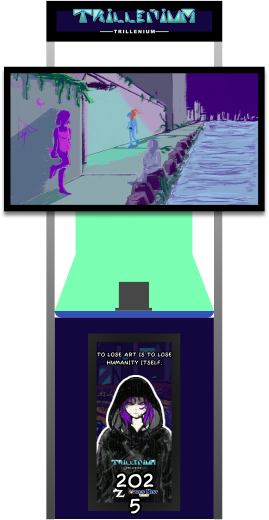 TRILLENIUM
TRILLENIUM
TO LOSE ART IS TO LOSE
HUMANITY ITSELF.
TRILLENIUM
202
5